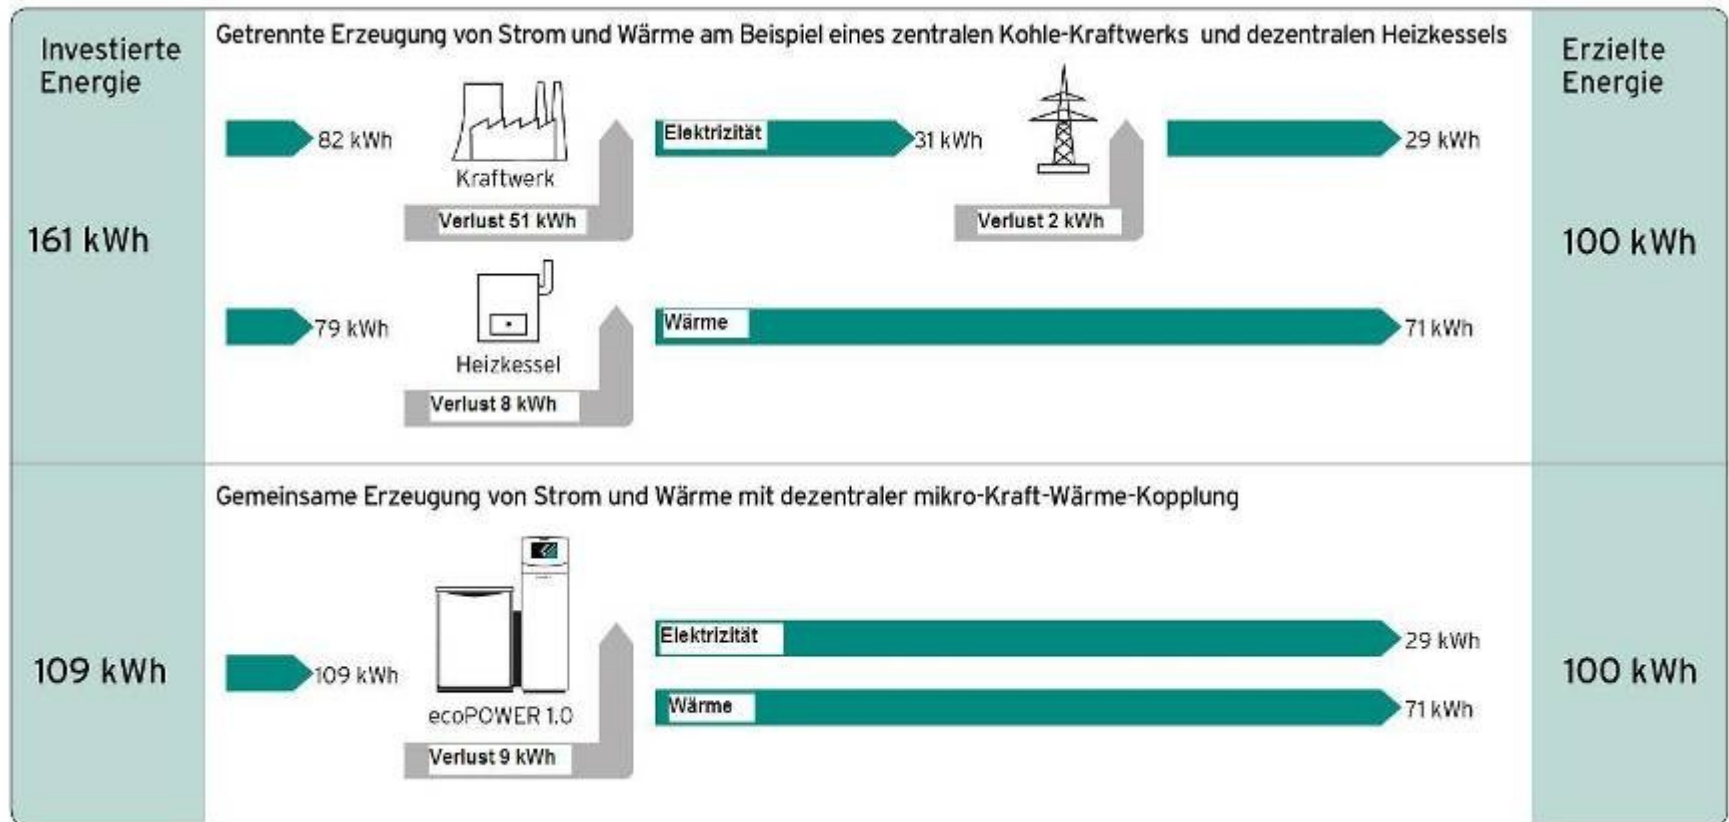 Investierte
Energie
Getrennte Erzeugung von Strom und Wärme am Beispiel eines zentralen Kohle-Kraftwerks und dezentralen Heizkessels
Erzielte
Energie
82 kWh
Kraftwerk
Verlust 51 kWh
Elektrizität
31 kWh
Verlust 2 kWh
29 kWh
161 kWh
100 kWh
79 kWh
Heizkessel
Verlust 8 kWh
Wärme
71 kWh
Gemeinsame Erzeugung von Strom und Wärme mit dezentraler mikro-Kraft-Wärme-Kopplung
109 kWh
109 kWh
ecoPOWER 1.0
Verlust 9 kWh
Elektrizität
29 kWh
Wärme
71 kWh
100 kWh